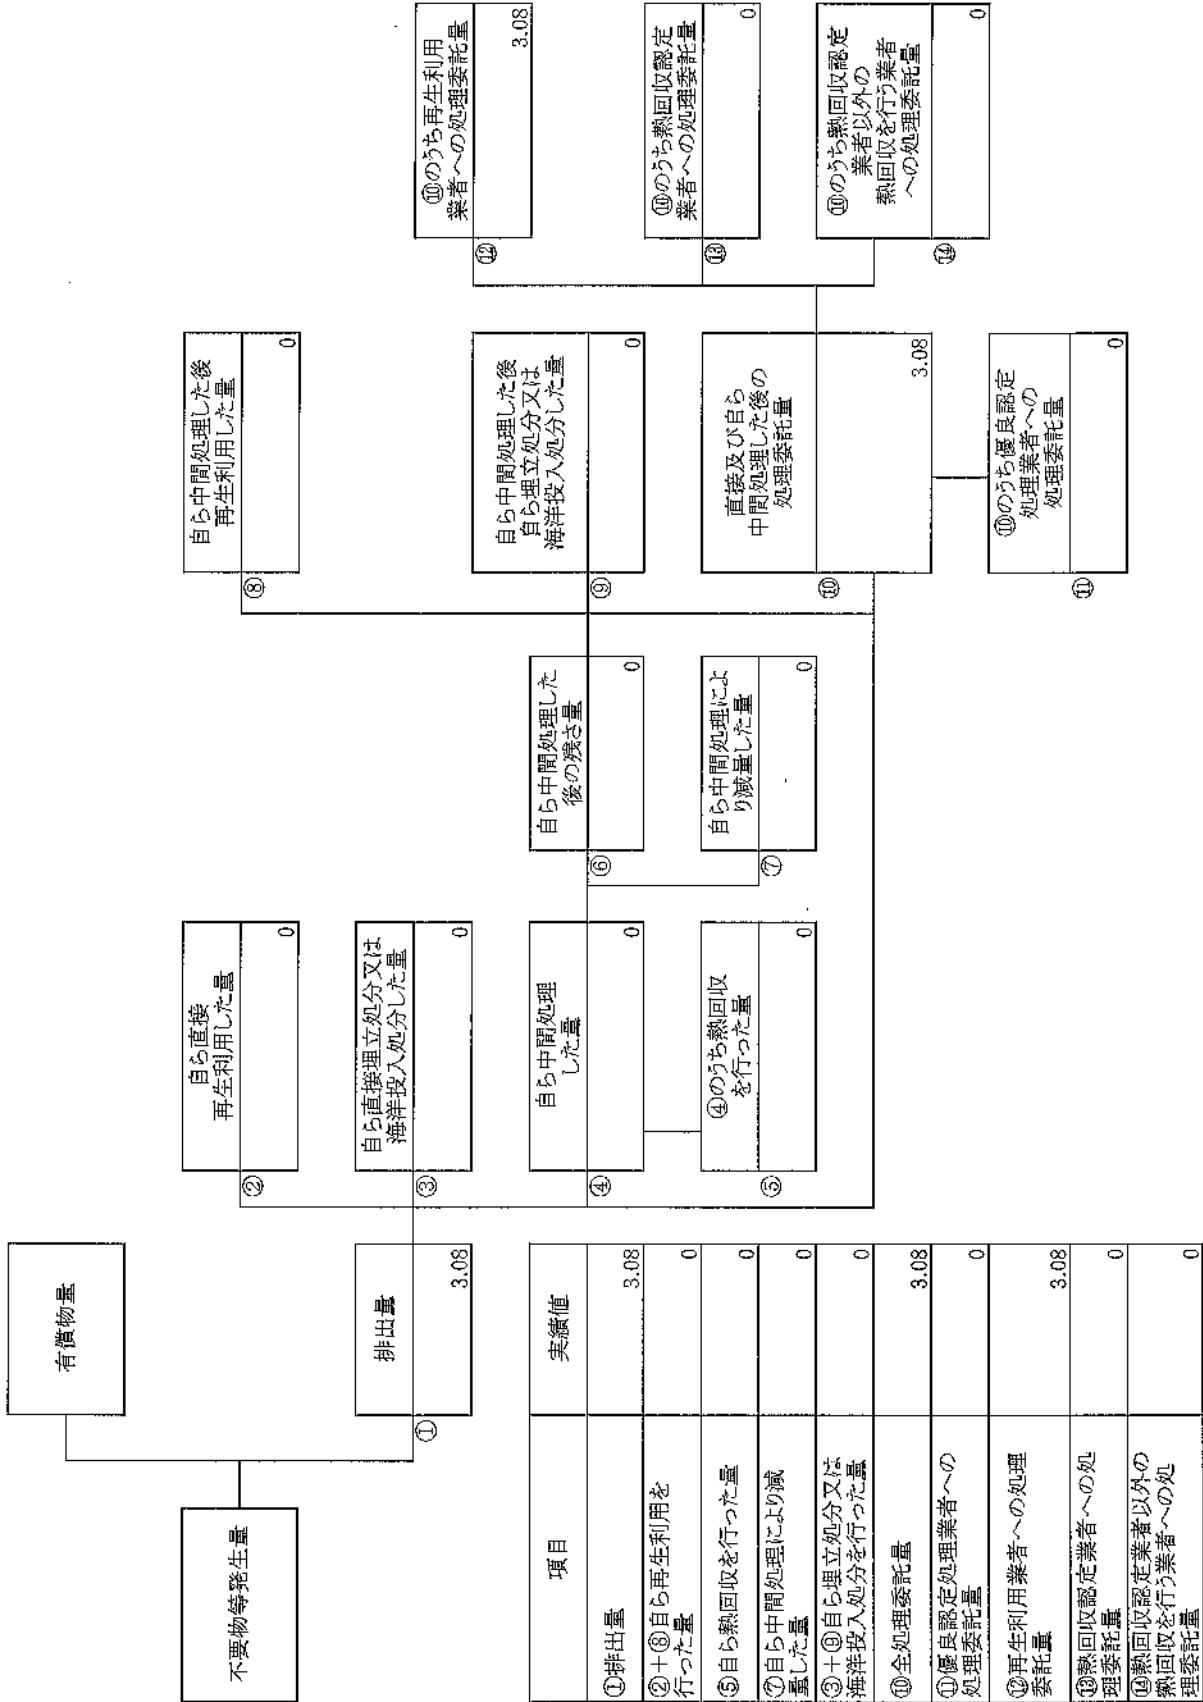 不要物等発生量
有償物量
①
排出量
3.08
②
自ら直接
再生利用した量
0
③
自ら直接埋立処分又は
海洋投入処分した量
0
④
自ら中間処理
した量
0
⑤
④のうち熱回収
を行った量
0
⑥
自ら中間処理した
後の残さ量
0
⑦
自ら中間処理によ
り減量した量
0
⑧
自ら中間処理した後
再生利用した量
0
⑨
自ら中間処理した後
自ら埋立処分又は
海洋投入処分した量
0
⑩
直接及び自ら
中間処理した後の
処理委託量
3.08
⑪
⑩のうち優良認定
処理業者への
処理委託量
0
⑫
⑩のうち再生利用
業者への処理委託量
3.08
⑬
⑩のうち熱回収認定
業者への処理委託量
0
⑭
⑩のうち熱回収認定
業者以外の
熱回収を行う業者
への処理委託量
0
項目 実績値
①排出量 3.08
②+⑧自ら再生利用を
行った量 0
⑤自ら熱回収を行った量 0
⑦自ら中間処理により減
量した量 0
③+⑨自ら埋立処分又は
海洋投入処分を行った量 0
⑩全処理委託量 3.08
⑪優良認定処理業者への
処理委託量 0
⑫再生利用業者への処理
委託量 3.08
⑬熱回収認定業者への処
理委託量 0
⑭熱回収認定業者以外の
熱回収を行う業者への処
理委託量 0